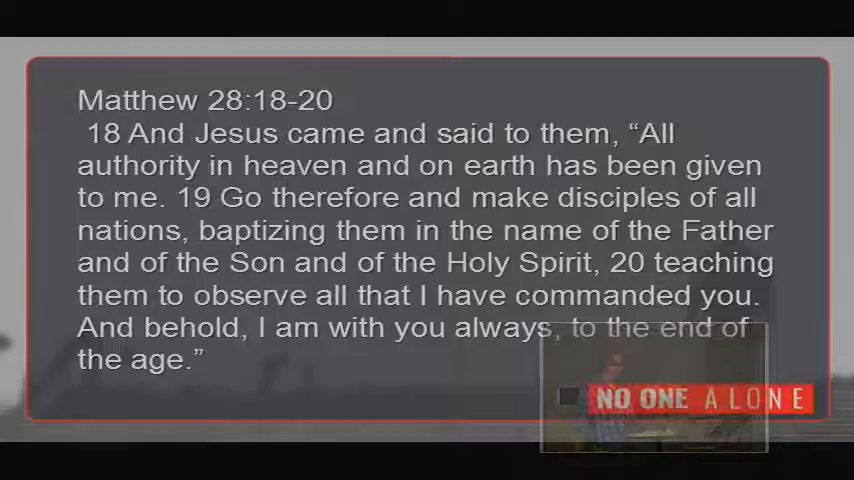 Matthew 28:18-20
18 And Jesus came and said to them, “All
authority in heaven and on earth has been given
to me. 19 Go therefore and make disciples of all
nations, baptizing them in the name of the Father
and of the Son and of the Holy Spirit, 20 teaching
them to observe all that I have commanded you.
And behold, I am with you always, to the end of
the age.”
NO ONE ALONE